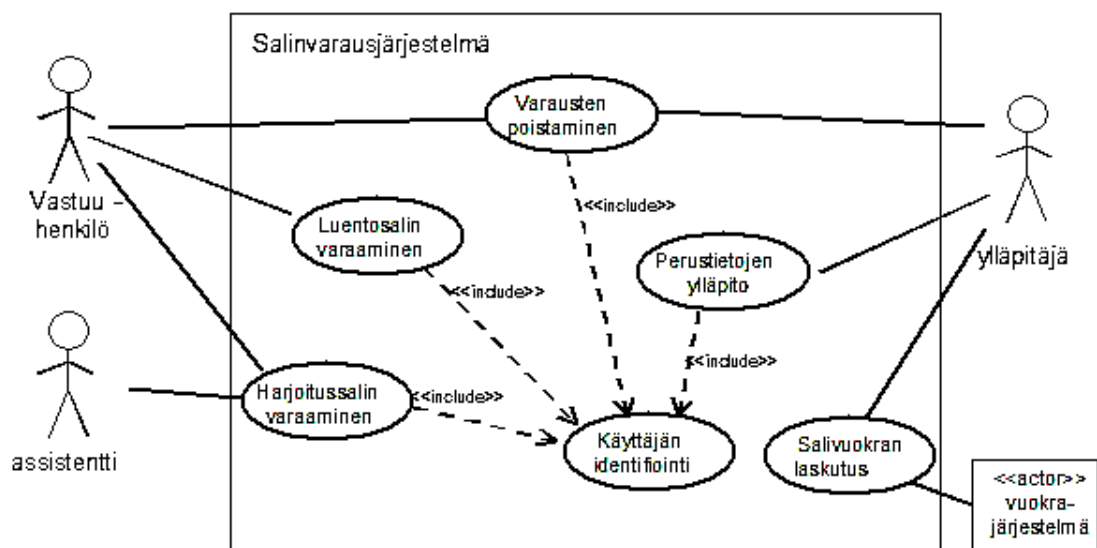 Salinvarausjärjestelmä
Varausten
poistaminen
Vastuu –
henkilö
<<include>>
Luentosalin
varaaminen
Perustietojen
ylläpito
ylläpitäjä
<<include>>
<<include>>
Harjoitussalin
varaaminen
<<include>>
assistentti
Käyttäjän
identifiointi
Salivuokran
laskutus
<<actor>>
vuokra-
järjestelmä